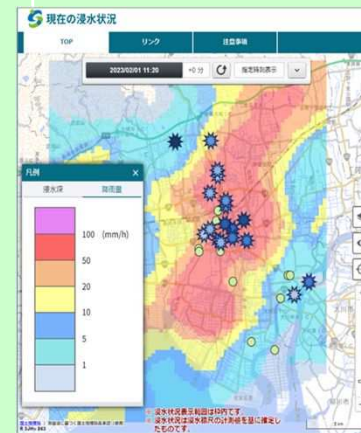 現在の浸水状況
TOP
リンク
注意事項
2023/02/01 11:20
+0 分
指定時刻表示
凡例
×
浸水深
降雨量
100 (mm/h)
50
20
10
5
1
※ 浸水状況表示範囲は枠内です。
※ 浸水状況は浸水標尺の計測値を基に推定し
たものです。